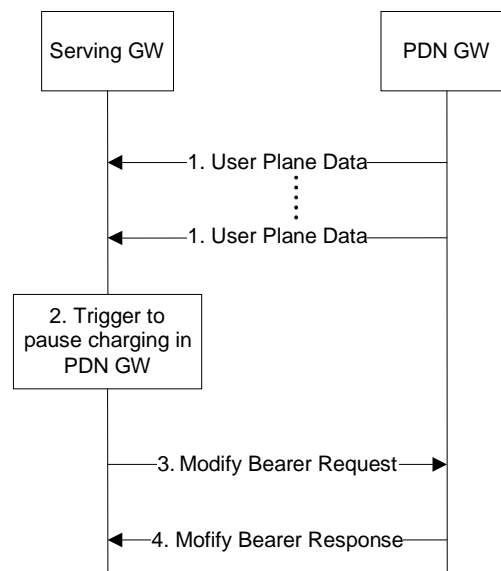 Serving GW
PDN GW
1. User Plane Data
1. User Plane Data
2. Trigger to
pause charging in
PDN GW
3. Modify Bearer Request
4. Mofify Bearer Response